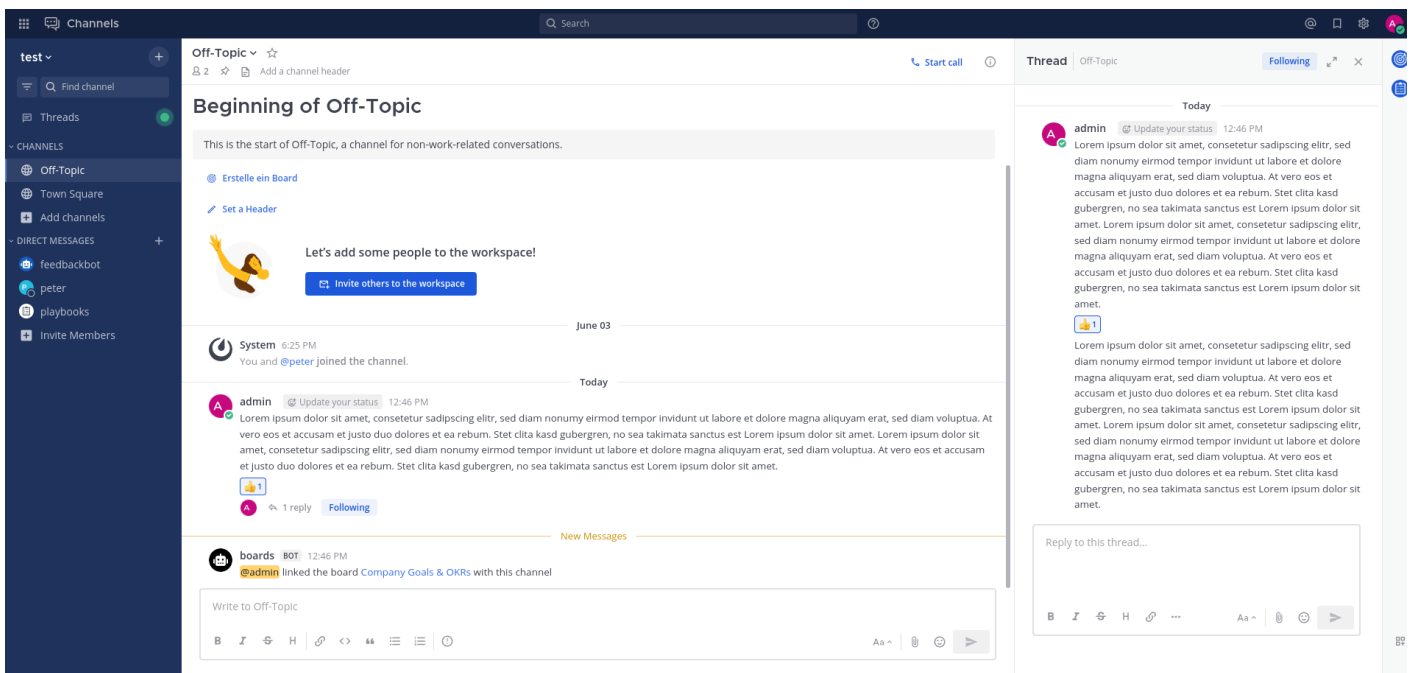 Channels
Search
test
Find channel
Threads
CHANNELS
Off-Topic
Town Square
Add channels
DIRECT MESSAGES
feedbackbot
peter
playbooks
Invite Members
Off-Topic
2
Add a channel header
Start call
Beginning of Off-Topic
This is the start of Off-Topic, a channel for non-work-related conversations.
Erstelle ein Board
Set a Header
Let's add some people to the workspace!
Invite others to the workspace
June 03
System 6:25 PM
You and @peter joined the channel.
Today
A admin Update your status 12:46 PM
Lorem ipsum dolor sit amet, consetetur sadipscing elitr, sed diam nonumy eirmod tempor invidunt ut labore et dolore magna aliquyam erat, sed diam voluptua. At
vero eos et accusam et justo duo dolores et ea rebum. Stet clita kasd gubergren, no sea takimata sanctus est Lorem ipsum dolor sit amet. Lorem ipsum dolor sit
amet, consetetur sadipscing elitr, sed diam nonumy eirmod tempor invidunt ut labore et dolore magna aliquyam erat, sed diam voluptua. At vero eos et accusam
et justo duo dolores et ea rebum. Stet clita kasd gubergren, no sea takimata sanctus est Lorem ipsum dolor sit amet.
1
A 1 reply Following
New Messages
boards BOT 12:46 PM
@admin linked the board Company Goals & OKRs with this channel
Write to Off-Topic
B I S H Aa
Thread Off-Topic Following
Today
A admin Update your status 12:46 PM
Lorem ipsum dolor sit amet, consetetur sadipscing elitr, sed
diam nonumy eirmod tempor invidunt ut labore et dolore
magna aliquyam erat, sed diam voluptua. At vero eos et
accusam et justo duo dolores et ea rebum. Stet clita kasd
gubergren, no sea takimata sanctus est Lorem ipsum dolor sit
amet. Lorem ipsum dolor sit amet, consetetur sadipscing elitr,
sed diam nonumy eirmod tempor invidunt ut labore et dolore
magna aliquyam erat, sed diam voluptua. At vero eos et
accusam et justo duo dolores et ea rebum. Stet clita kasd
gubergren, no sea takimata sanctus est Lorem ipsum dolor sit
amet.
1
Lorem ipsum dolor sit amet, consetetur sadipscing elitr, sed
diam nonumy eirmod tempor invidunt ut labore et dolore
magna aliquyam erat, sed diam voluptua. At vero eos et
accusam et justo duo dolores et ea rebum. Stet clita kasd
gubergren, no sea takimata sanctus est Lorem ipsum dolor sit
amet. Lorem ipsum dolor sit amet, consetetur sadipscing elitr,
sed diam nonumy eirmod tempor invidunt ut labore et dolore
magna aliquyam erat, sed diam voluptua. At vero eos et
accusam et justo duo dolores et ea rebum. Stet clita kasd
gubergren, no sea takimata sanctus est Lorem ipsum dolor sit
amet.
Reply to this thread...
B I S H Aa